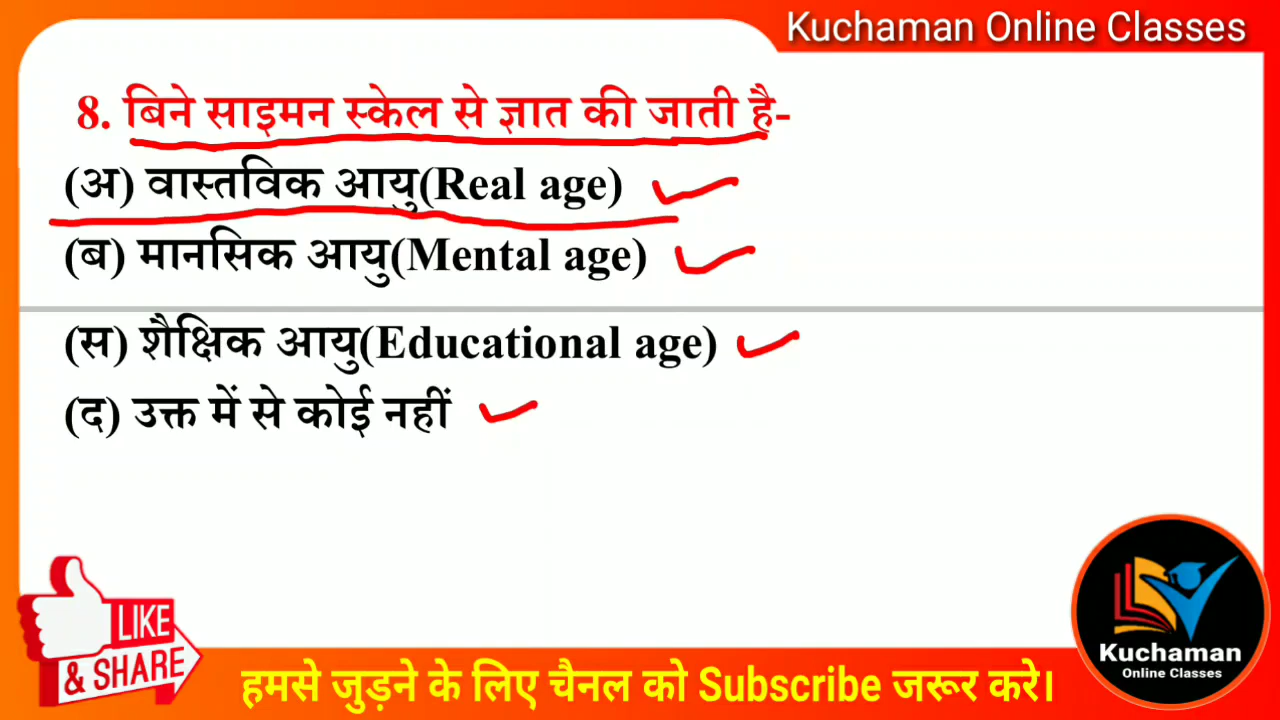 Kuchaman Online Classes
8. बिने साइमन स्केल से ज्ञात की जाती है-
(अ) वास्तविक आयु(Real age)
(ब) मानसिक आयु(Mental age)
(स) शैक्षिक आयु(Educational age)
(द) उक्त में से कोई नहीं
LIKE
& SHARE
हमसे जुड़ने के लिए चैनल को Subscribe जरूर करे।
Kuchaman
Online Classes